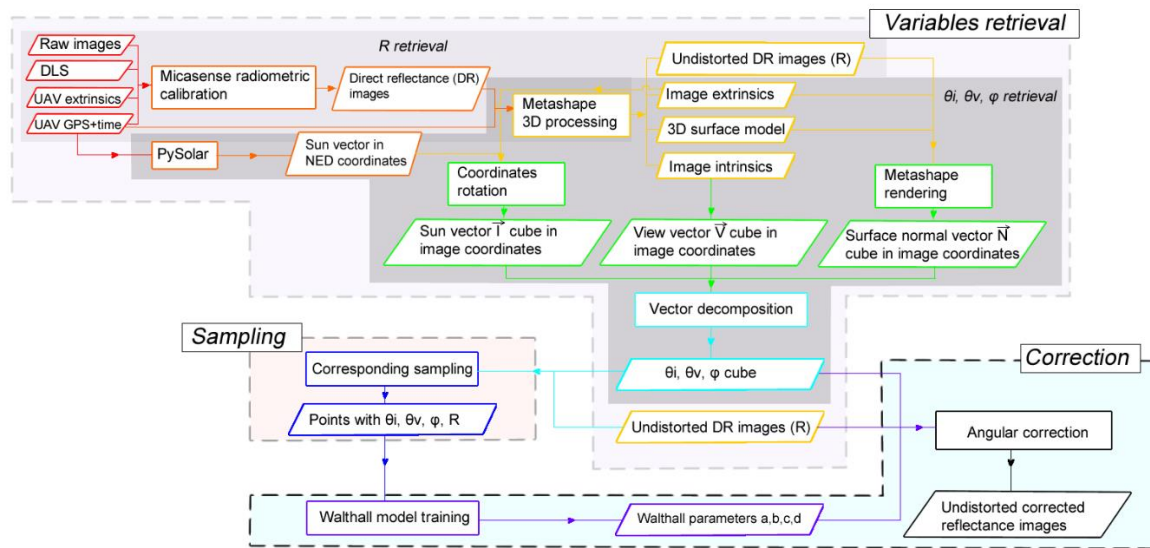 Variables retrieval
R retrieval
Raw images
DLS
UAV extrinsics
UAV GPS+time
Micasense radiometric
calibration
Direct reflectance (DR)
images
Metashape
3D processing
Undistorted DR images (R)
Image extrinsics
3D surface model
Image intrinsics
θi, θv, φ retrieval
PySolar
Sun vector in
NED coordinates
Coordinates
rotation
Metashape
rendering
Sun vector I cube in
image coordinates
View vector V cube in
image coordinates
Surface normal vector N
cube in image coordinates
Vector decomposition
Sampling
Corresponding sampling
θi, θv, φ cube
Points with θi, θv, φ, R
Undistorted DR images (R)
Correction
Angular correction
Walthall model training
Walthall parameters a,b,c,d
Undistorted corrected
reflectance images